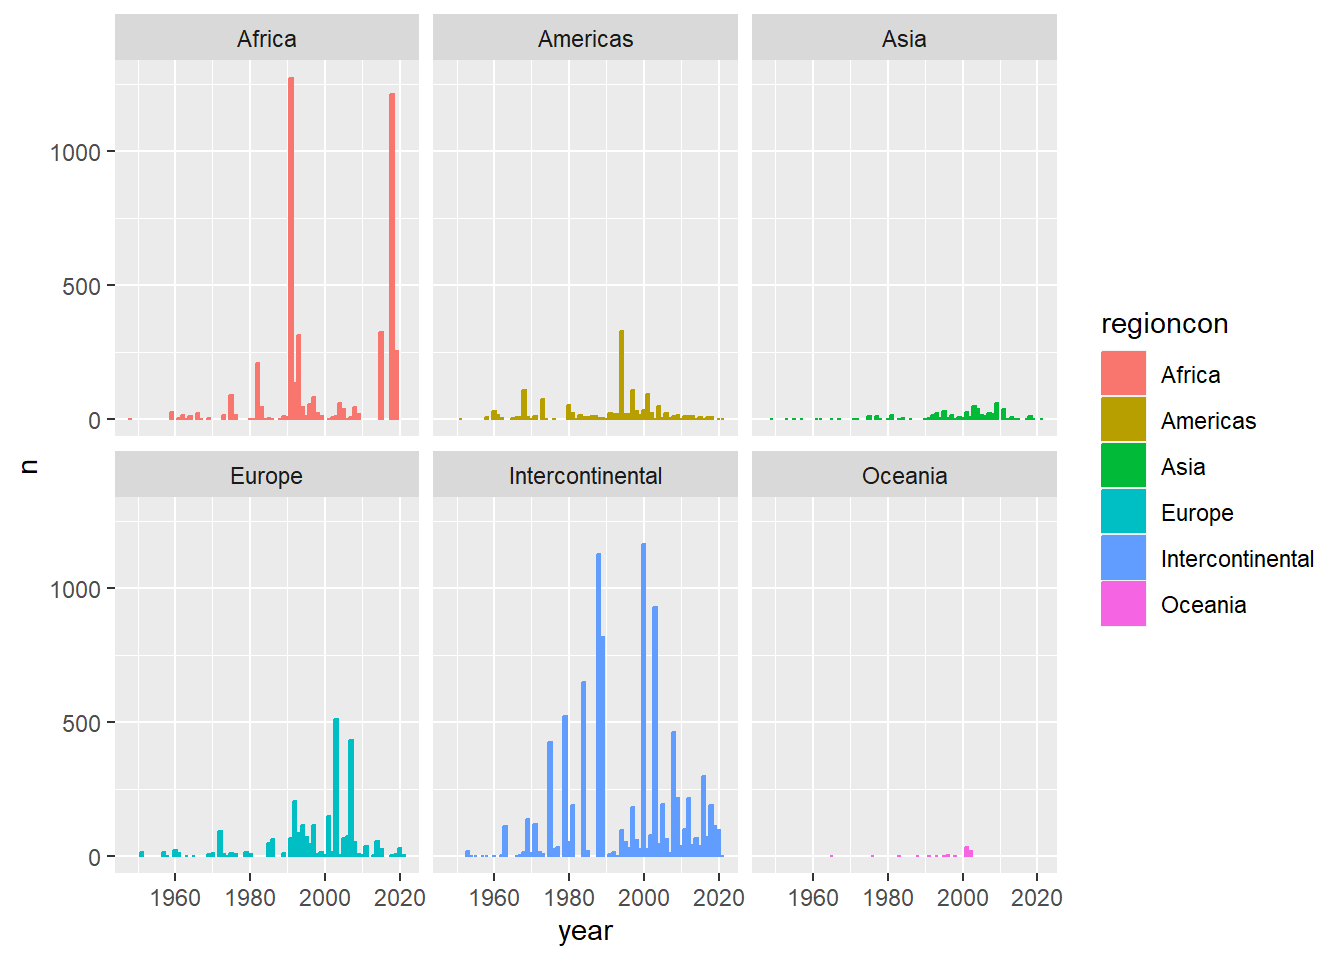 Africa Americas Asia
1000
500
0
Europe Intercontinental Oceania
1000
500
0
1960 1980 2000 2020 1960 1980 2000 2020 1960 1980 2000 2020
year
n
regioncon
Africa
Americas
Asia
Europe
Intercontinental
Oceania